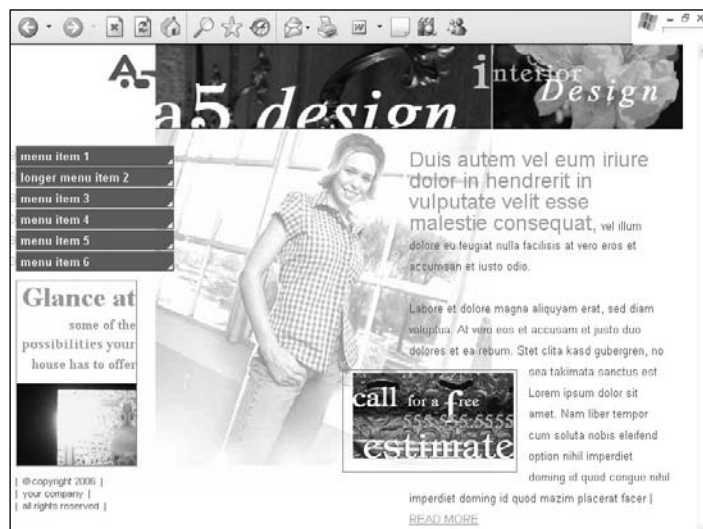 A5
a5 design
interior
Design
menu item 1
longer menu item 2
menu item 3
menu item 4
menu item 5
menu item 6
Glance at
some of the
possibilities your
house has to offer
| @copyright 2006 |
| your company |
| all rights reserved |
Duis autem vel eum iriure
dolor in hendrerit in
vulputate velit esse
malestie consequat, vel illum
dolore eu feugiat nulla facilisis at vero eros et
accumsan et iusto odio.
Labore et dolore magna aliquyam erat, sed diam
voluptua. At vero eos et accusam et justo duo
dolores et ea rebum. Stet clita kasd gubergren, no
sea takimata sanctus est
Lorem ipsum dolor sit
amet. Nam liber tempor
cum soluta nobis eleifend
option nihil imperdiet
doming id quod congue nihil
imperdiet doming id quod mazim placerat facer |
READ MORE
call for a free
555.555.5555
estimate